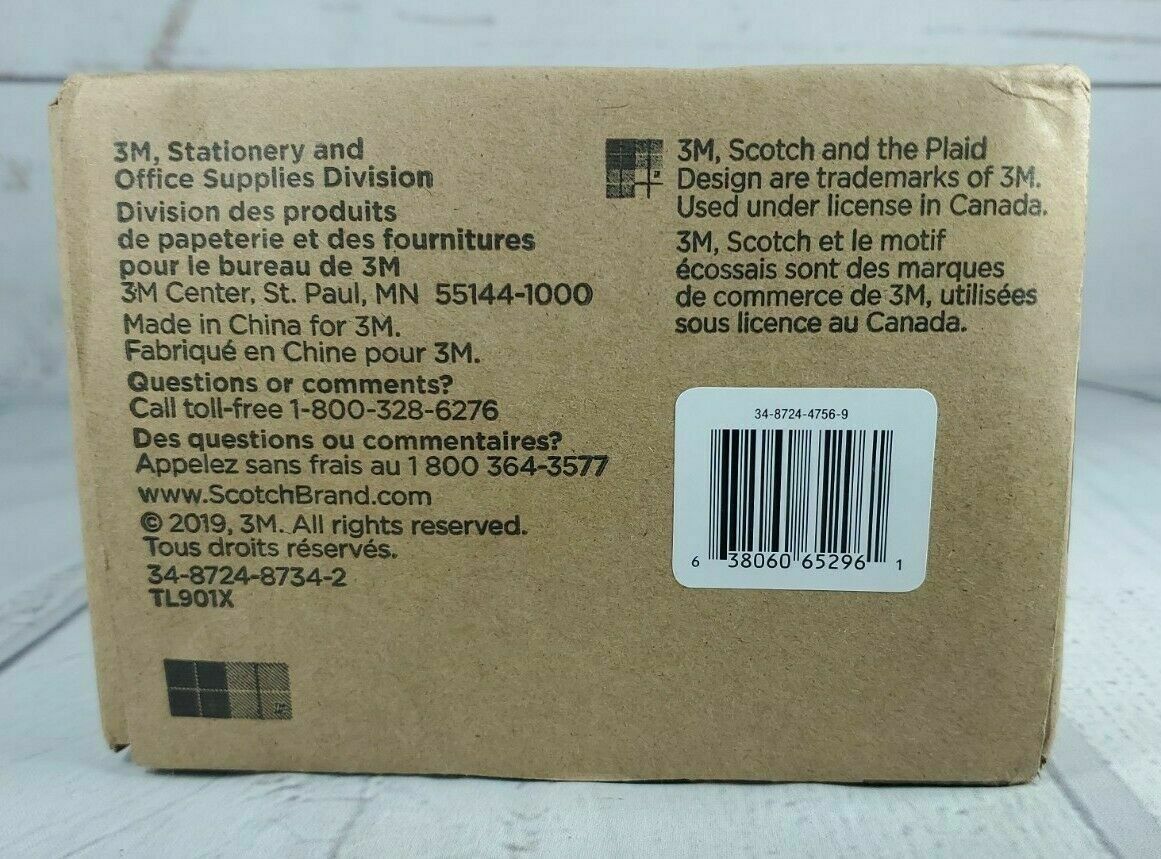 3M, Stationery and
Office Supplies Division
Division des produits
de papeterie et des fournitures
pour le bureau de 3M
3M Center, St. Paul, MN 55144-1000
Made in China for 3M.
Fabriqué en Chine pour 3M.
Questions or comments?
Call toll-free 1-800-328-6276
Des questions ou commentaires?
Appelez sans frais au 1 800 364-3577
www.ScotchBrand.com
© 2019, 3M. All rights reserved.
Tous droits réservés.
34-8724-8734-2
TL901X
3M, Scotch and the Plaid
Design are trademarks of 3M.
Used under license in Canada.
3M, Scotch et le motif
écossais sont des marques
de commerce de 3M, utilisées
sous licence au Canada.
34-8724-4756-9
6 38060 65296 1